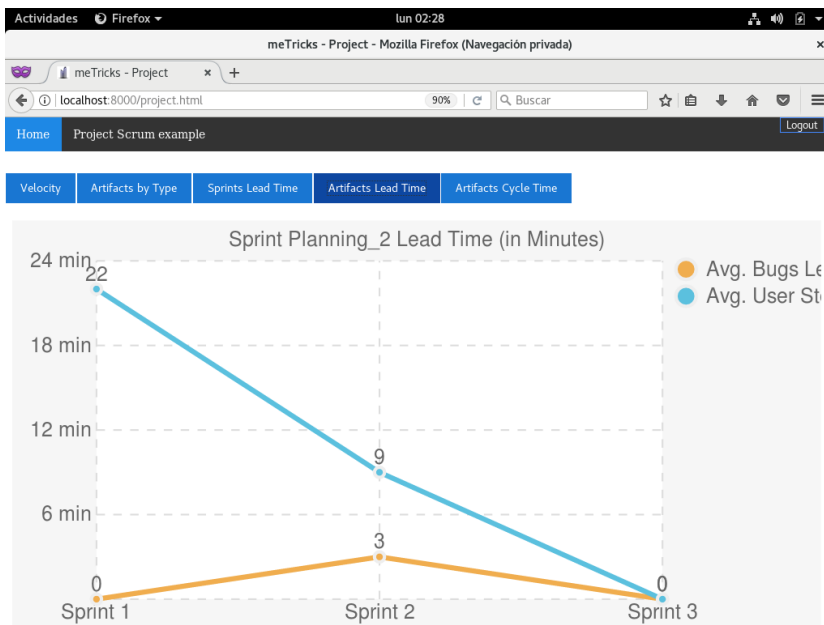 Actividades Firefox lun 02:28
meTricks - Project - Mozilla Firefox (Navegación privada) ×
meTricks - Project × +
localhost:8000/project.html 90% Buscar
Home Project Scrum example Logout
Velocity Artifacts by Type Sprints Lead Time Artifacts Lead Time Artifacts Cycle Time
Sprint Planning_2 Lead Time (in Minutes)
24 min
22
18 min
12 min
9
6 min
3
0 0
Sprint 1 Sprint 2 Sprint 3
Avg. Bugs Le
Avg. User Sto